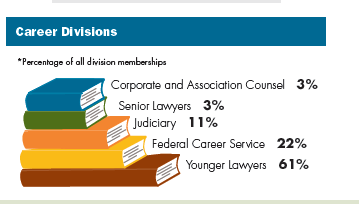 Career Divisions
*Percentage of all division memberships
Corporate and Association Counsel 3%
Senior Lawyers 3%
Judiciary 11%
Federal Career Service 22%
Younger Lawyers 61%